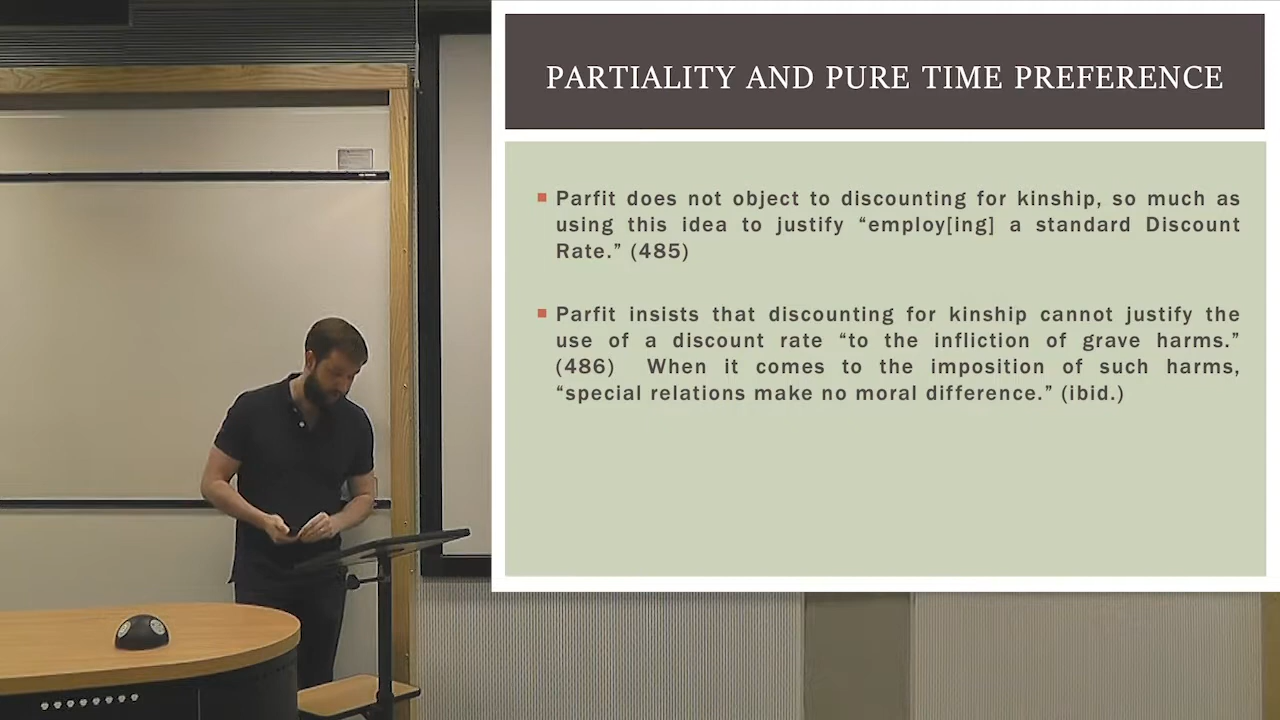 PARTIALITY AND PURE TIME PREFERENCE
Parfit does not object to discounting for kinship, so much as
using this idea to justify “employ[ing] a standard Discount
Rate.” (485)
Parfit insists that discounting for kinship cannot justify the
use of a discount rate “to the infliction of grave harms.”
(486) When it comes to the imposition of such harms,
“special relations make no moral difference.” (ibid.)